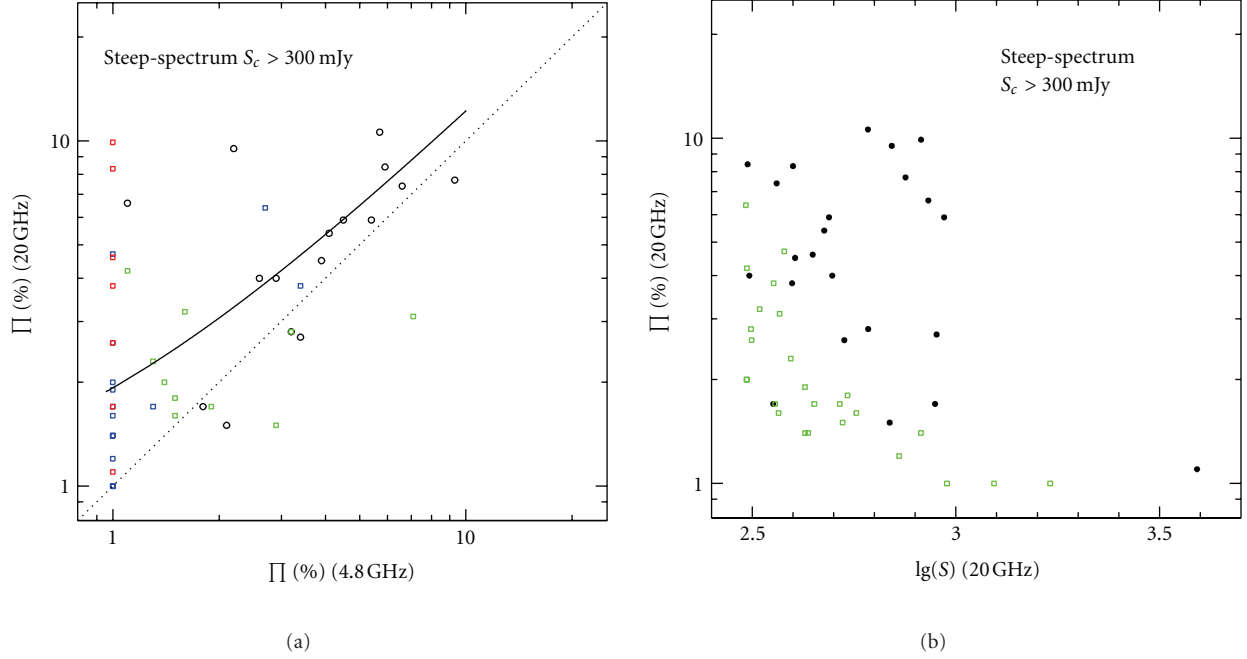 Steep-spectrum S_c > 300 mJy
10
1
∏ (%) (20 GHz)
1
10
∏ (%) (4.8 GHz)
(a)
Steep-spectrum
S_c > 300 mJy
10
1
∏ (%) (20 GHz)
2.5
3
3.5
lg(S) (20 GHz)
(b)